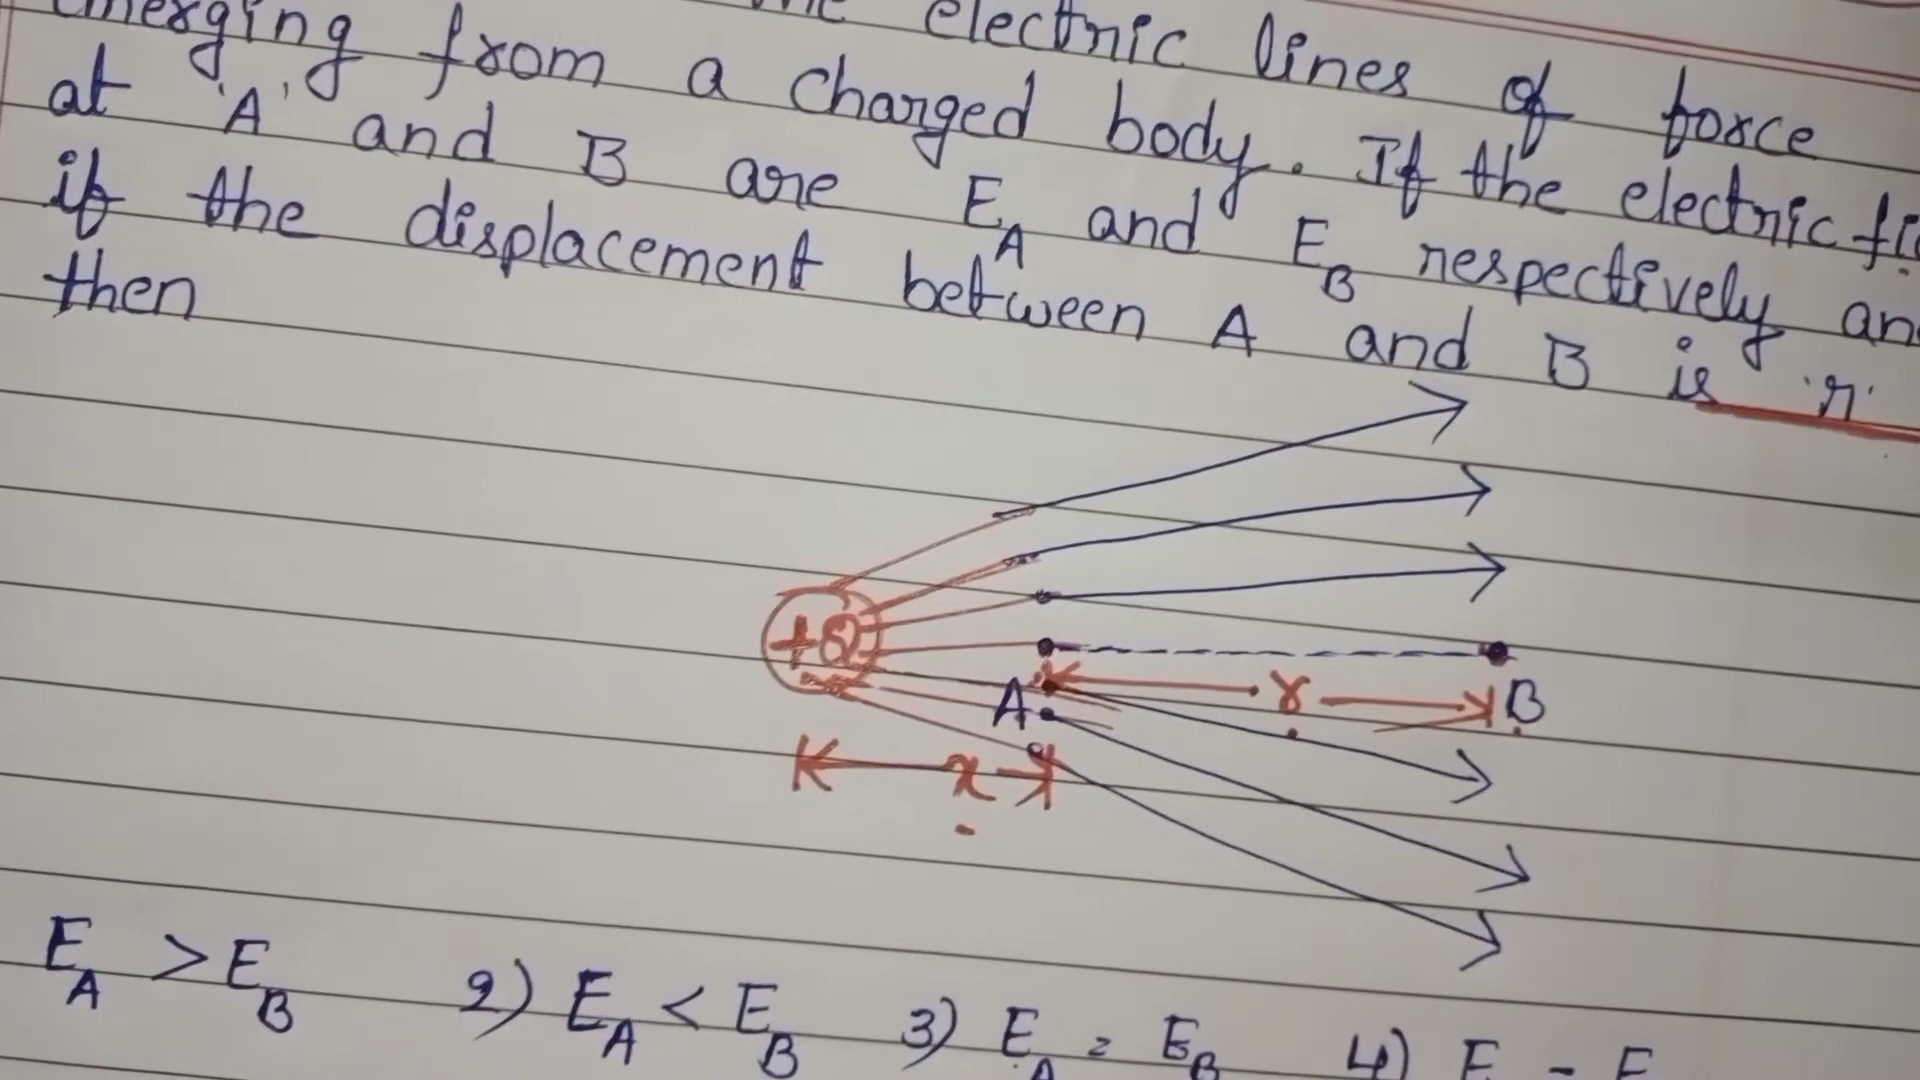 emerging from a charged body. If the electric
electric lines of force
at 'A' and B are E_A and E_B respectively
if the displacement between A and B is 'r'
then
+Q
A
r
B
x
E_A > E_B 2) E_A < E_B 3) E_A = E_B 4)